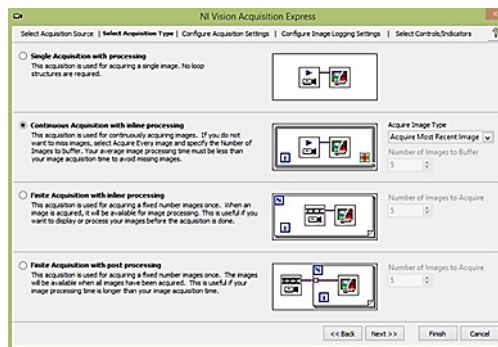 NI Vision Acquisition Express
Select Acquisition Source | Select Acquisition Type | Configure Acquisition Settings | Configure Image Logging Settings | Select Controls/Indicators
Single Acquisition with processing
This acquisition is used for acquiring a single image. No loop
structures are required.
Continuous Acquisition with inline processing
This acquisition is used for continuously acquiring images. If you do not
want to miss images, select Acquire Every image and specify the Number of
Images to buffer. Your average image processing time must be less than
your image acquisition time to avoid missing images.
Acquire Image Type
Acquire Most Recent Image
Number of Images to Buffer
5
Finite Acquisition with inline processing
This acquisition is used for acquiring a fixed number images once. When an
image is acquired, it will be available for image processing. This is useful if you
want to display or process your images before the acquisition is done.
Number of Images to Acquire
5
Finite Acquisition with post processing
This acquisition is used for acquiring a fixed number images once. The images
will be available when all images have been acquired. This is useful if your
image processing time is longer than your image acquisition time.
Number of Images to Acquire
5
<< Back Next >> Finish Cancel